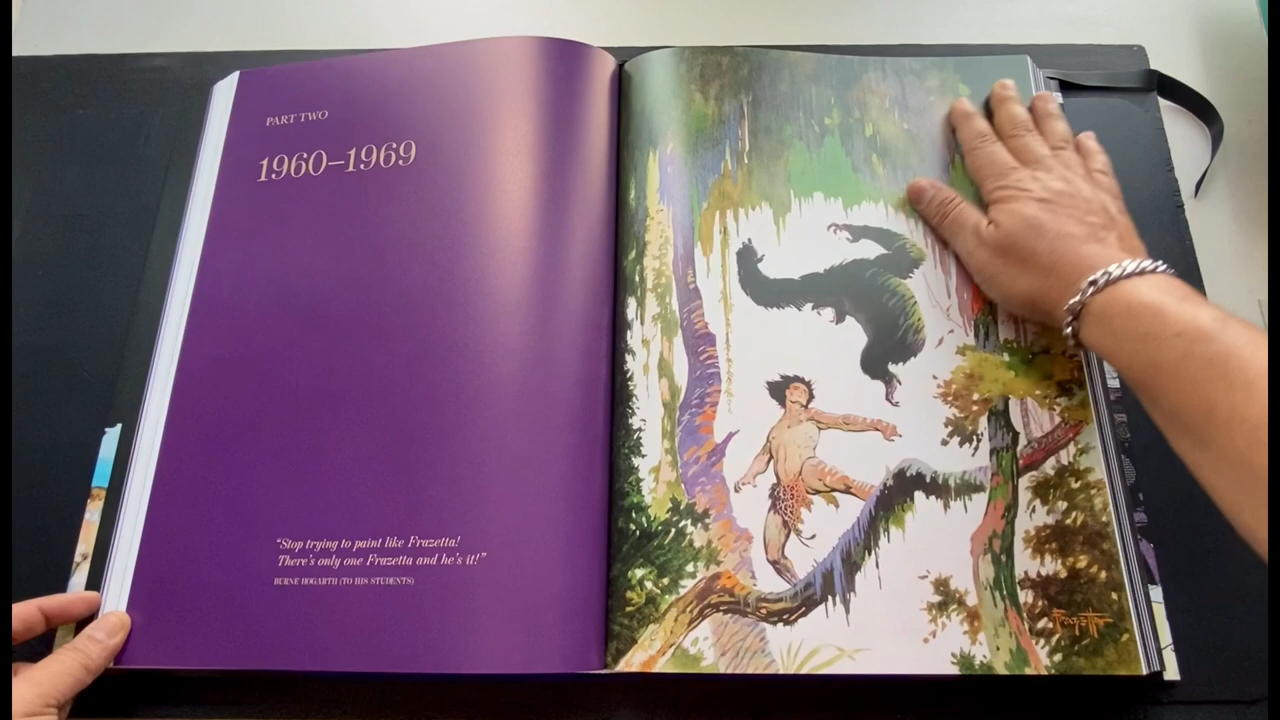 PART TWO
1960–1969
“Stop trying to paint like Frazetta!
There’s only one Frazetta and he’s it!”
BURNE HOGARTH (TO HIS STUDENTS)
FRAZETTA